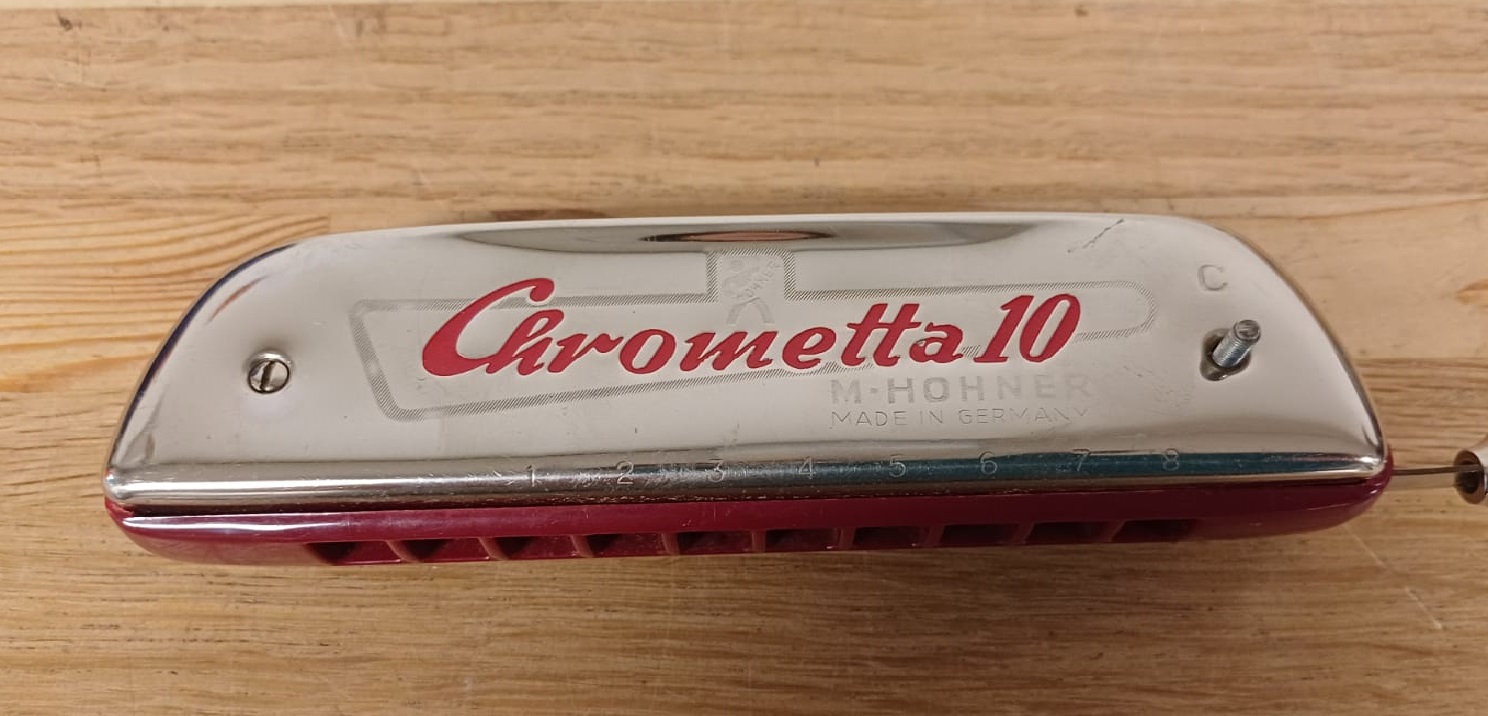 C
Chrometta 10
M·HOHNER
MADE IN GERMANY
1 2 3 4 5 6 7 8